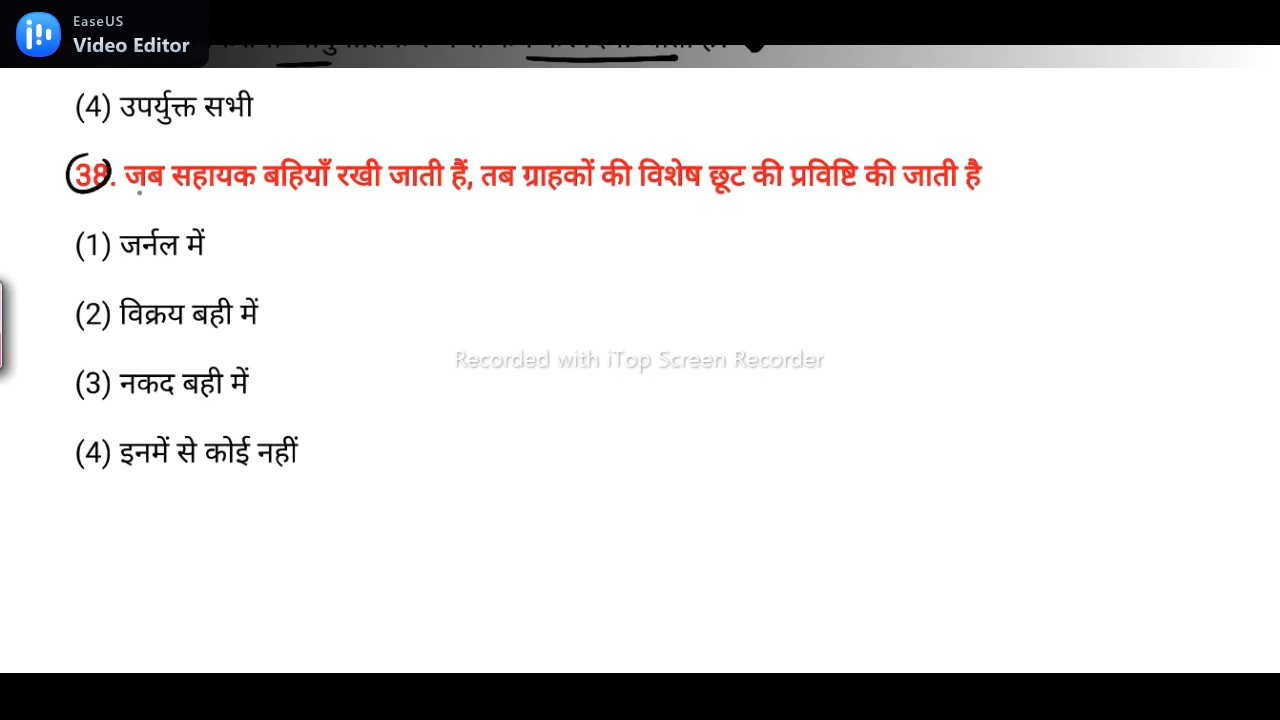 EaseUS
Video Editor
(4) उपर्युक्त सभी
38. जब सहायक बहियाँ रखी जाती हैं, तब ग्राहकों की विशेष छूट की प्रविष्टि की जाती है
(1) जर्नल में
(2) विक्रय बही में
Recorded with iTop Screen Recorder
(3) नकद बही में
(4) इनमें से कोई नहीं